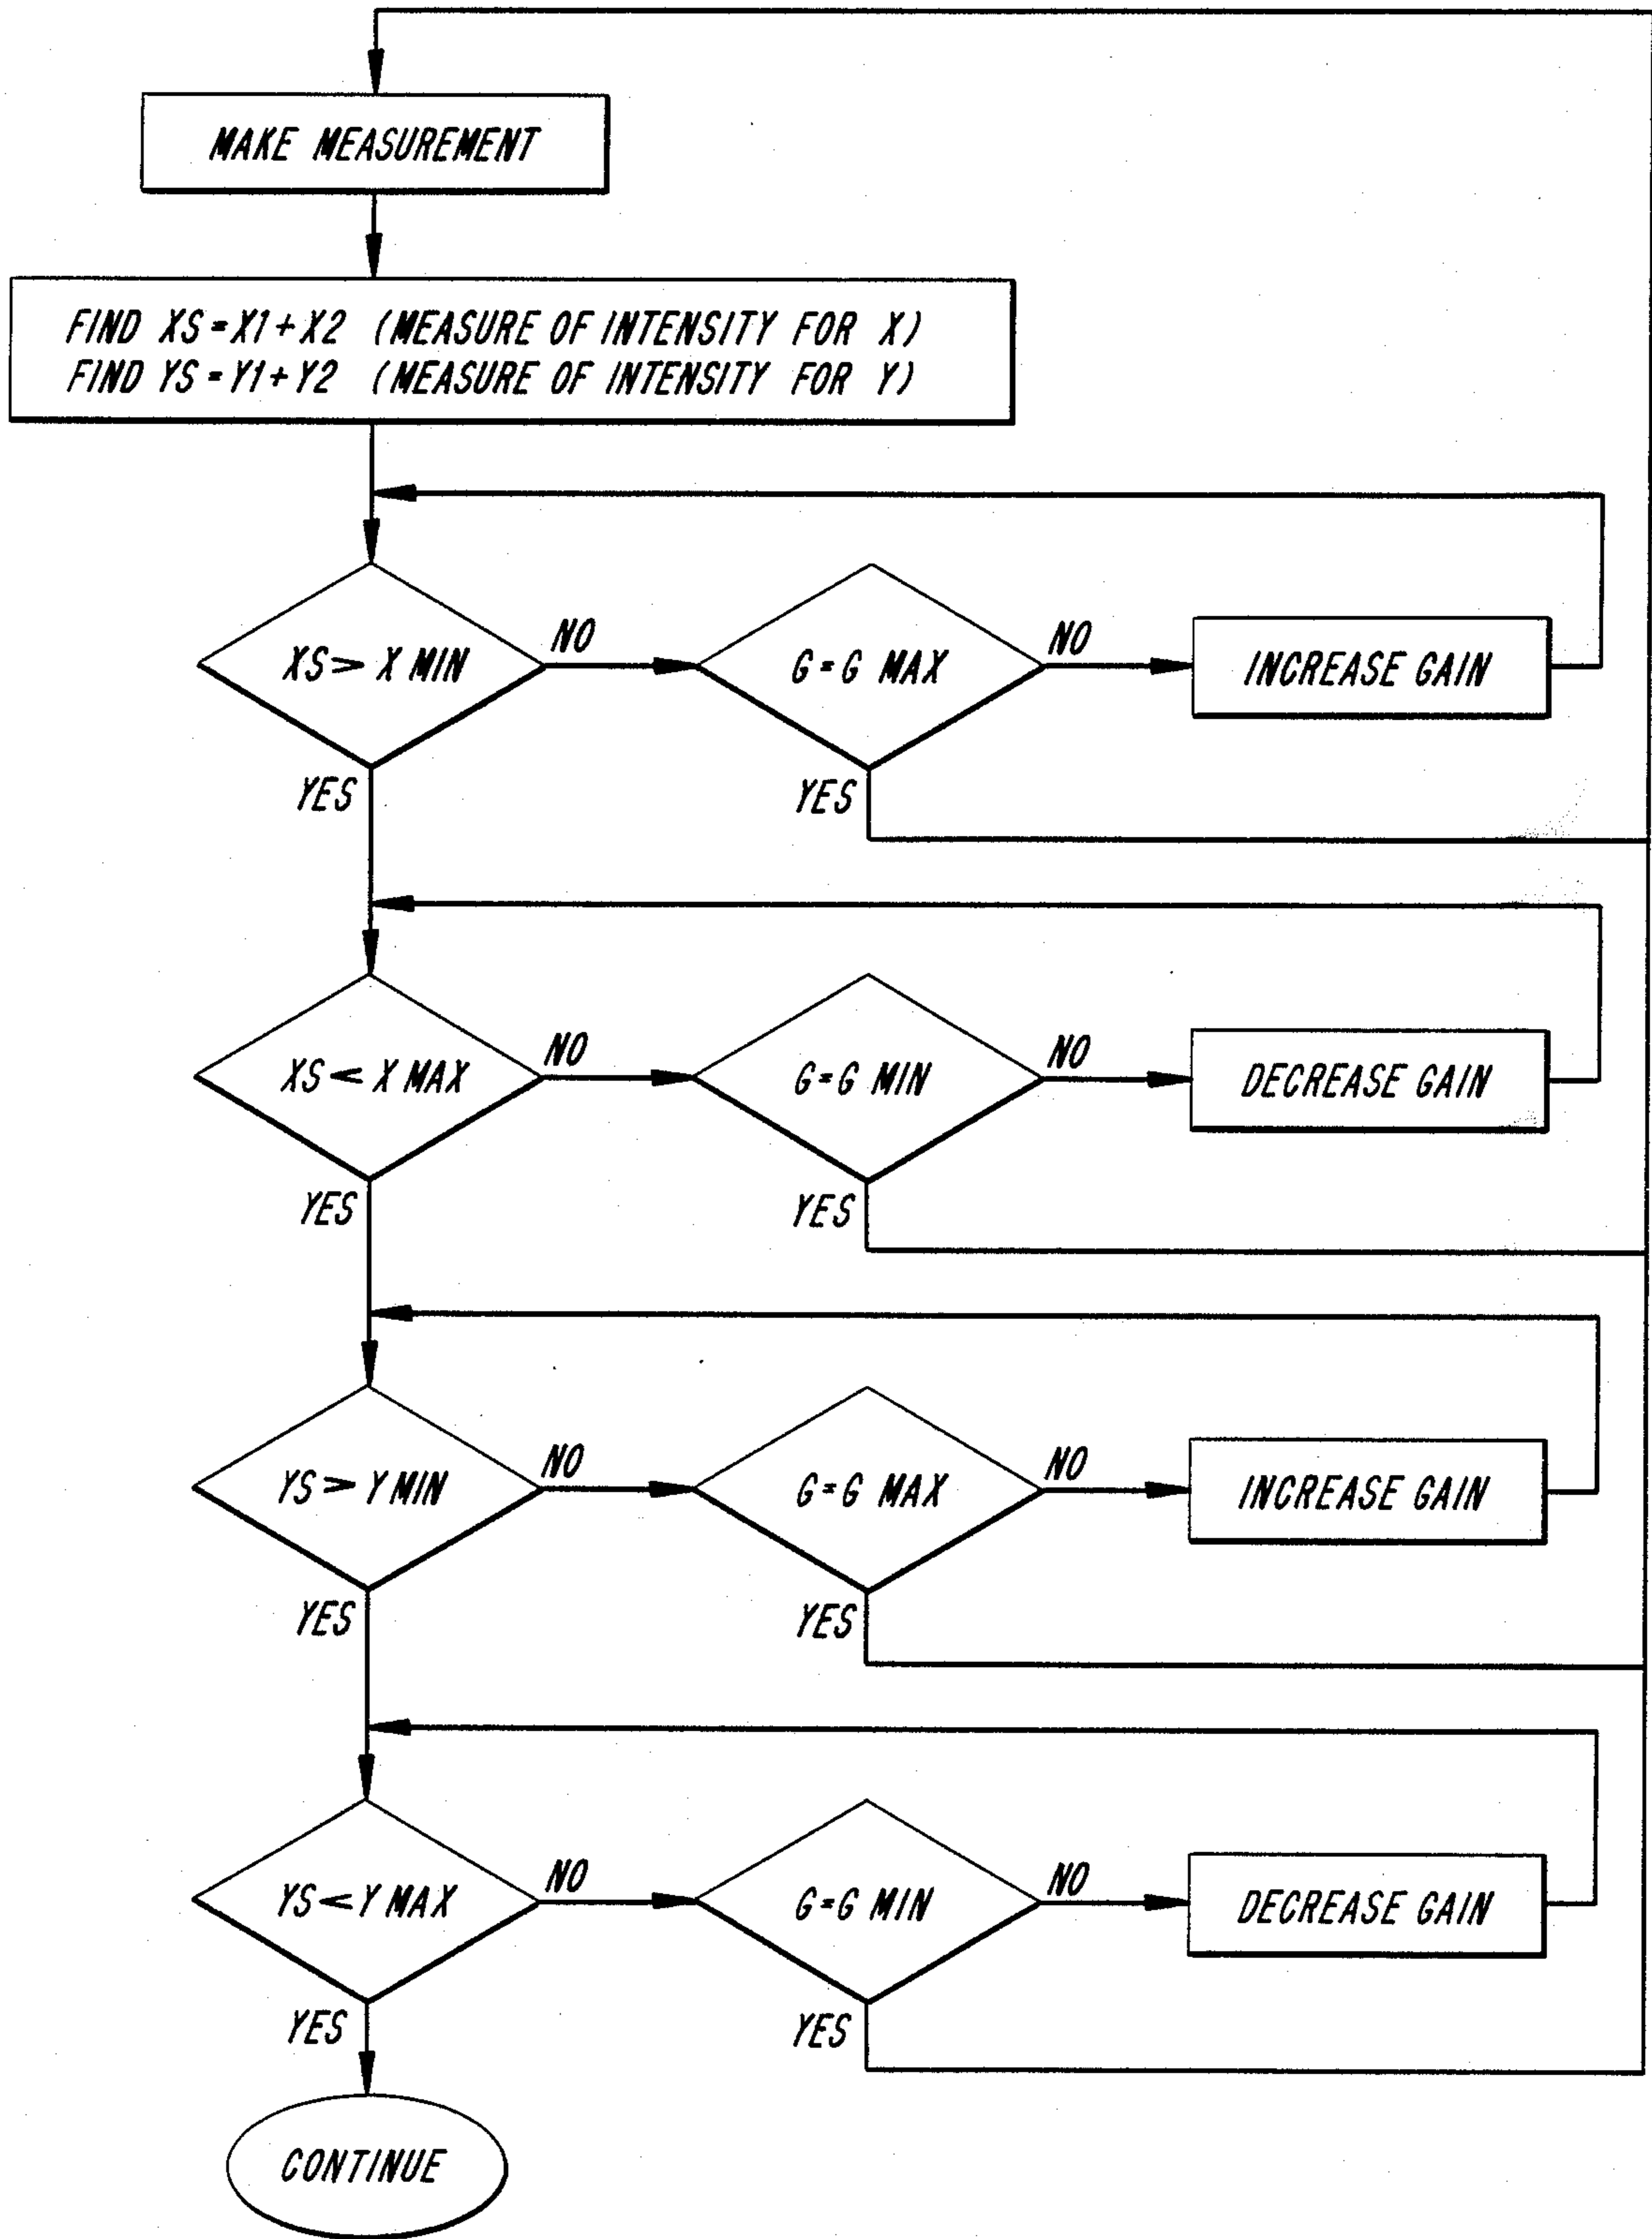 MAKE MEASUREMENT
FIND XS=X1+X2 (MEASURE OF INTENSITY FOR X)
FIND YS=Y1+Y2 (MEASURE OF INTENSITY FOR Y)
XS > X MIN
NO
G=G MAX
NO
INCREASE GAIN
YES
YES
XS < X MAX
NO
G=G MIN
NO
DECREASE GAIN
YES
YES
YS > Y MIN
NO
G=G MAX
NO
INCREASE GAIN
YES
YES
YS < Y MAX
NO
G=G MIN
NO
DECREASE GAIN
YES
YES
CONTINUE